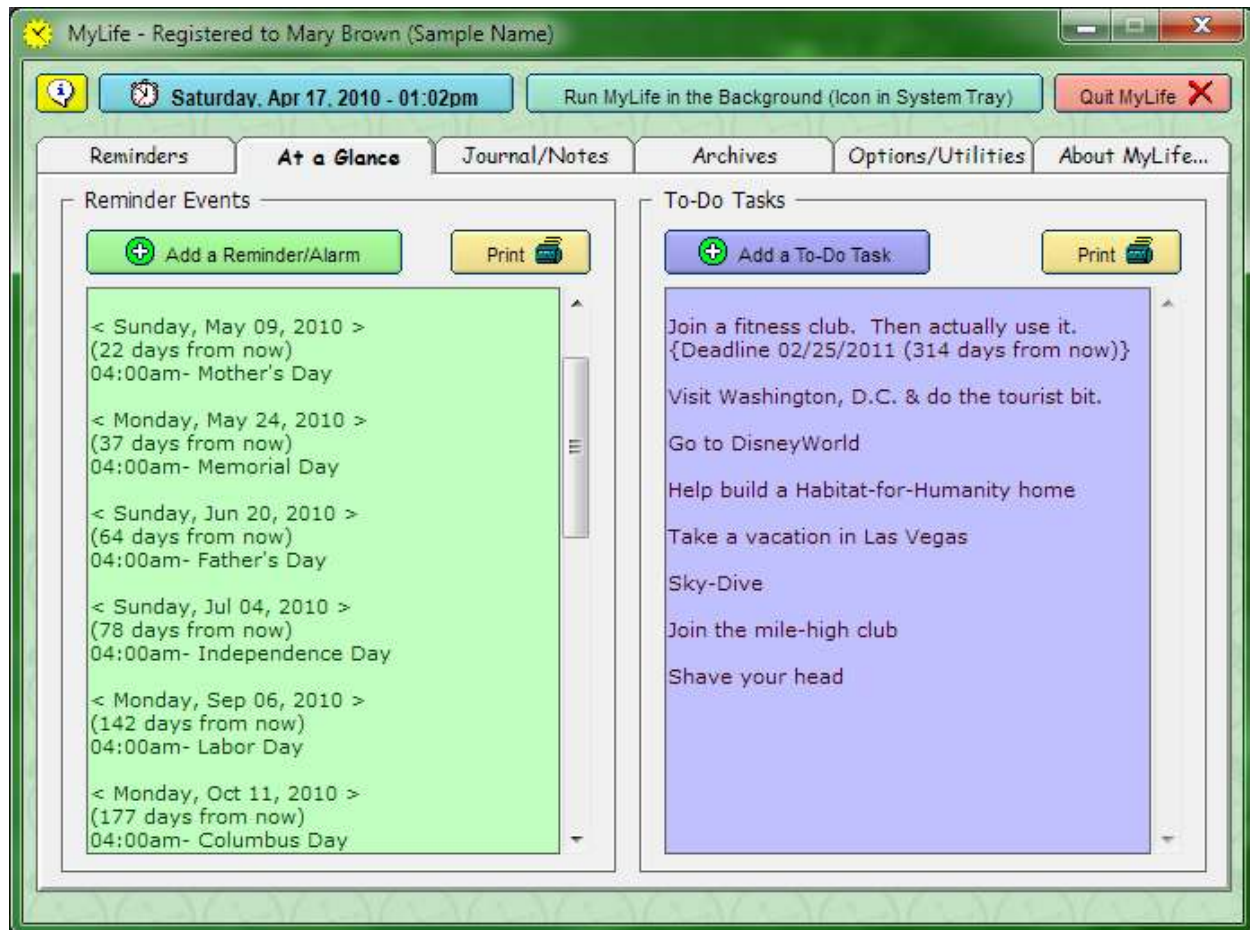 MyLife - Registered to Mary Brown (Sample Name)
Saturday, Apr 17, 2010 - 01:02pm
Run MyLife in the Background (Icon in System Tray)
Quit MyLife
Reminders
At a Glance
Journal/Notes
Archives
Options/Utilities
About MyLife...
Reminder Events
Add a Reminder/Alarm
Print
< Sunday, May 09, 2010 >
(22 days from now)
04:00am- Mother's Day
< Monday, May 24, 2010 >
(37 days from now)
04:00am- Memorial Day
< Sunday, Jun 20, 2010 >
(64 days from now)
04:00am- Father's Day
< Sunday, Jul 04, 2010 >
(78 days from now)
04:00am- Independence Day
< Monday, Sep 06, 2010 >
(142 days from now)
04:00am- Labor Day
< Monday, Oct 11, 2010 >
(177 days from now)
04:00am- Columbus Day
To-Do Tasks
Add a To-Do Task
Print
Join a fitness club.  Then actually use it.
{Deadline 02/25/2011 (314 days from now)}
Visit Washington, D.C. & do the tourist bit.
Go to DisneyWorld
Help build a Habitat-for-Humanity home
Take a vacation in Las Vegas
Sky-Dive
Join the mile-high club
Shave your head